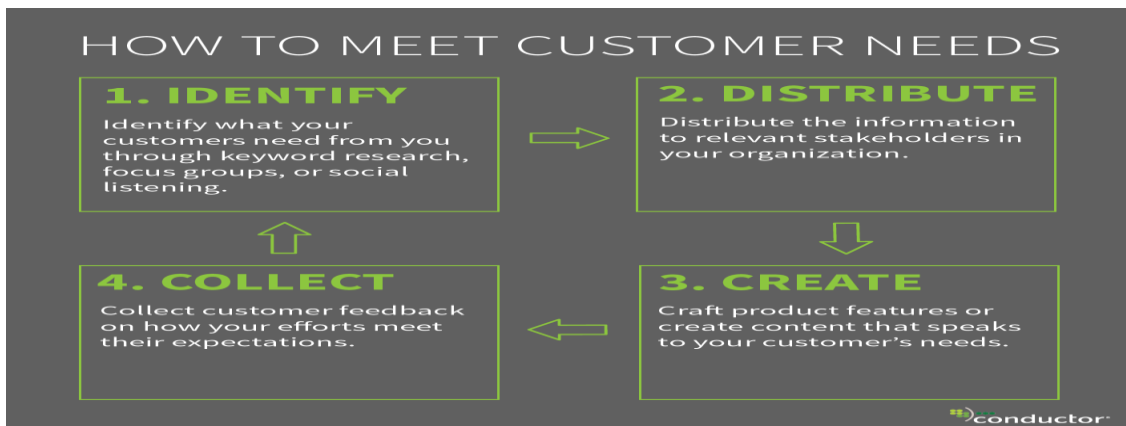 HOW TO MEET CUSTOMER NEEDS
1. IDENTIFY
Identify what your
customers need from you
through keyword research,
focus groups, or social
listening.
2. DISTRIBUTE
Distribute the information
to relevant stakeholders in
your organization.
3. CREATE
Craft product features or
create content that speaks
to your customer’s needs.
4. COLLECT
Collect customer feedback
on how your efforts meet
their expectations.
conductor